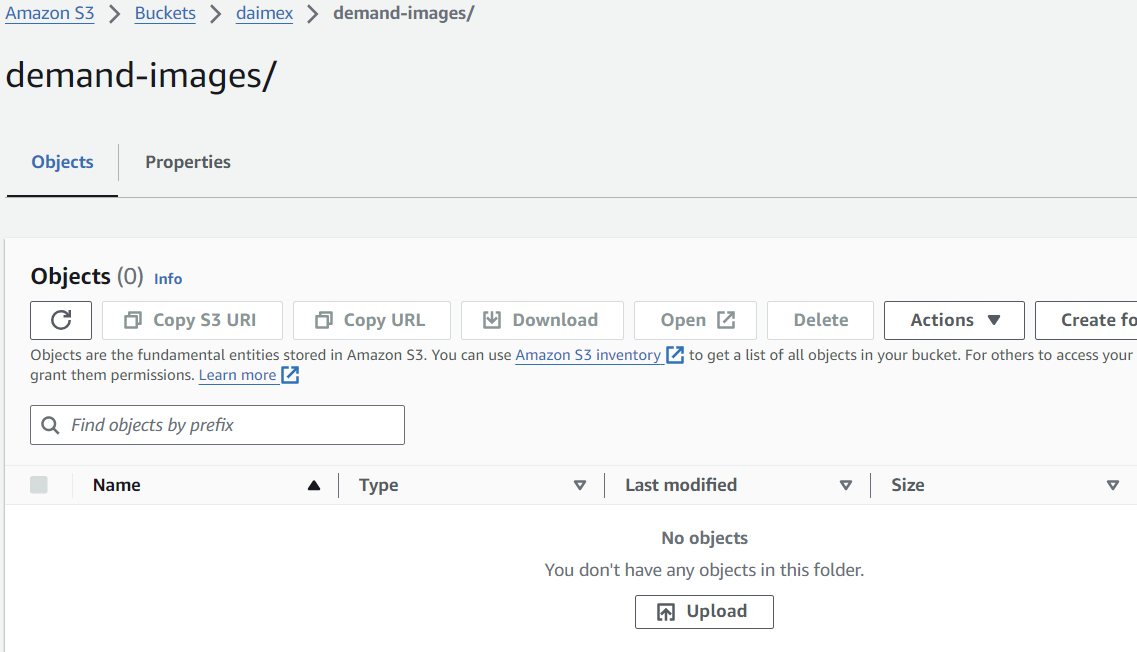 Amazon S3 > Buckets > daimex > demand-images/
demand-images/
Objects Properties
Objects (0) Info
Copy S3 URI Copy URL Download Open Delete Actions Create fo
Objects are the fundamental entities stored in Amazon S3. You can use Amazon S3 inventory to get a list of all objects in your bucket. For others to access your
grant them permissions. Learn more
Find objects by prefix
Name Type Last modified Size
No objects
You don't have any objects in this folder.
Upload